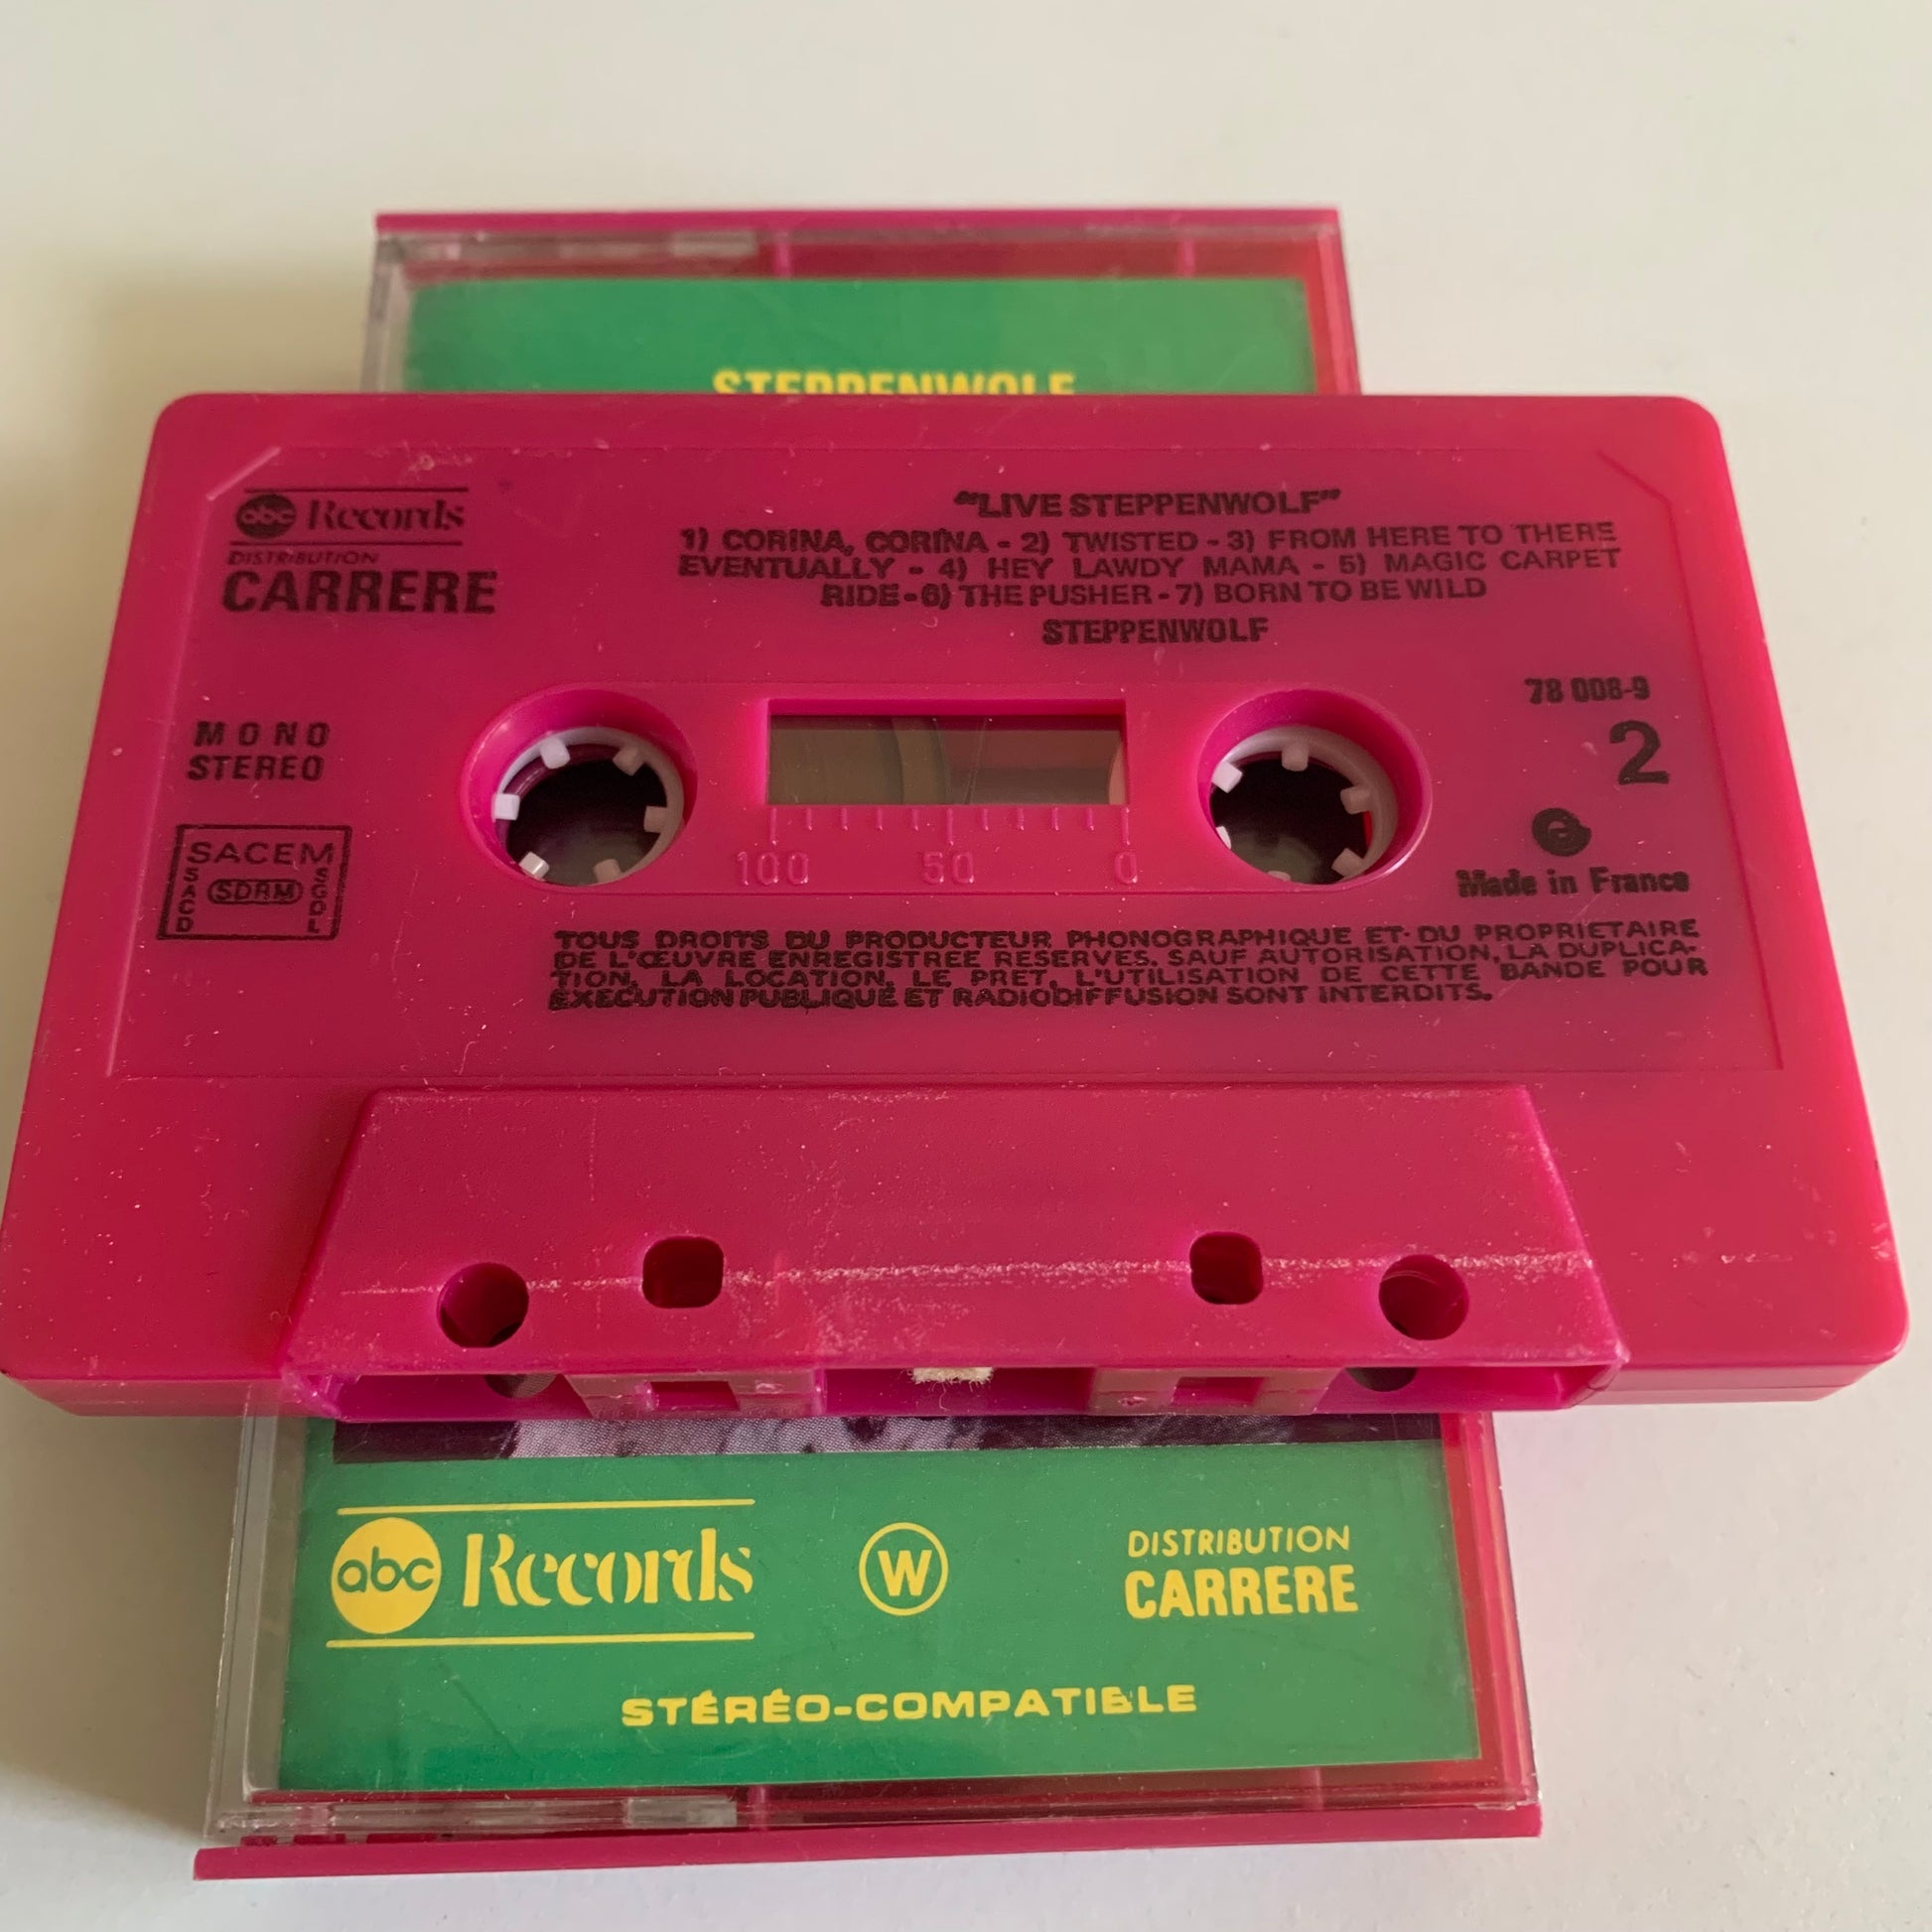 STEPPENWOLF
abc Records
DISTRIBUTION
CARRERE
"LIVE STEPPENWOLF"
1) CORINA, CORINA - 2) TWISTED - 3) FROM HERE TO THERE
EVENTUALLY - 4) HEY LAWDY MAMA - 5) MAGIC CARPET
RIDE - 6) THE PUSHER - 7) BORN TO BE WILD
STEPPENWOLF
MONO
STEREO
78 008-9
2
SACEM
SACD
SDRM
SGDL
100 50 0
e
Made in France
TOUS DROITS DU PRODUCTEUR PHONOGRAPHIQUE ET DU PROPRIETAIRE
DE L'ŒUVRE ENREGISTREE RESERVES. SAUF AUTORISATION, LA DUPLICA-
TION, LA LOCATION, LE PRET, L'UTILISATION DE CETTE BANDE POUR
EXECUTION PUBLIQUE ET RADIODIFFUSION SONT INTERDITS.
abc Records
W
DISTRIBUTION
CARRERE
STÉRÉO-COMPATIBLE